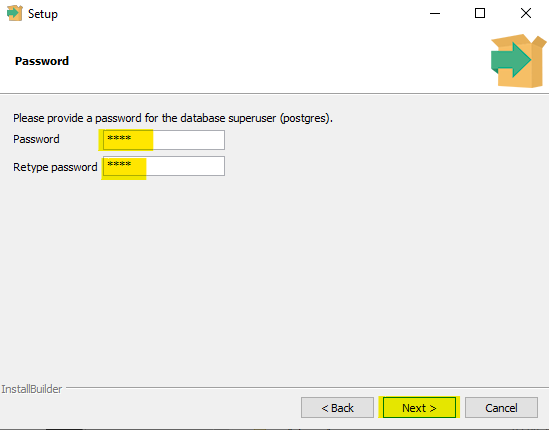 Setup
Password
Please provide a password for the database superuser (postgres).
Password ****
Retype password ****
InstallBuilder
< Back Next > Cancel